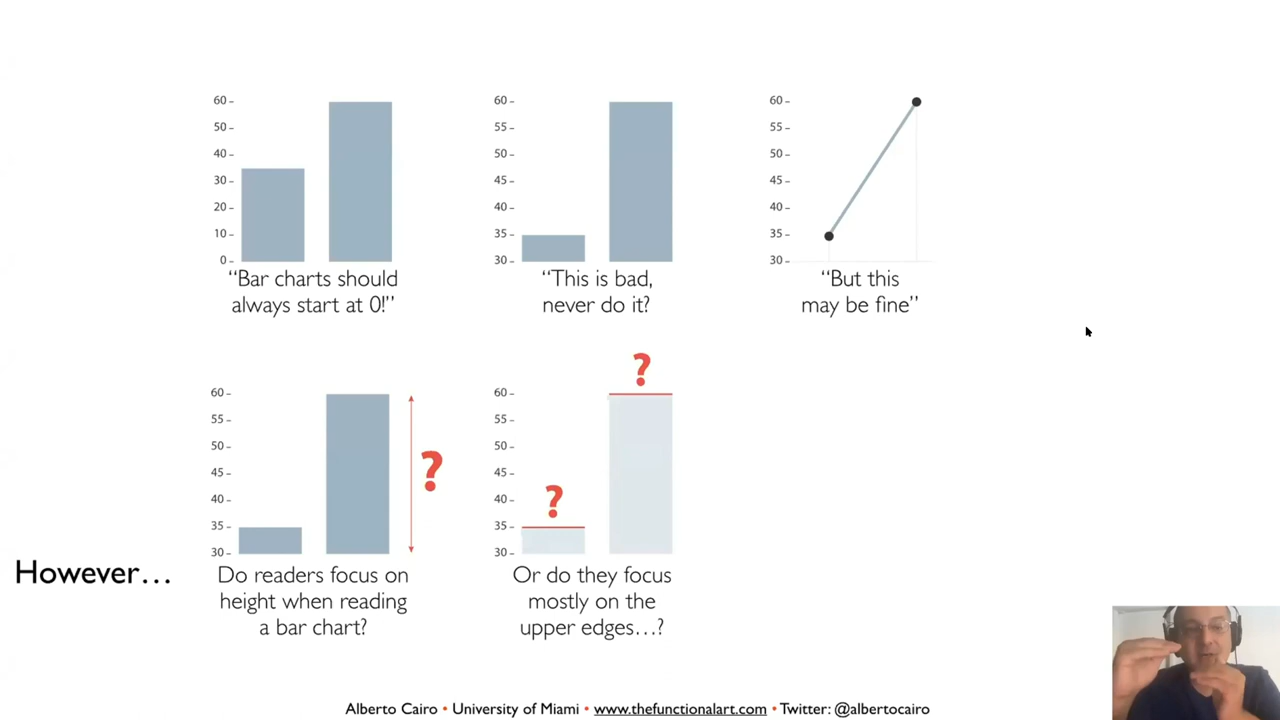 60
50
40
30
20
10
0
“Bar charts should
always start at 0!”
60
55
50
45
40
35
30
“This is bad,
never do it?
60
55
50
45
40
35
30
“But this
may be fine”
However…
60
55
50
45
40
35
30
?
Do readers focus on
height when reading
a bar chart?
60
55
50
45
40
35
30
?
?
Or do they focus
mostly on the
upper edges…?
Alberto Cairo • University of Miami • www.thefunctionalart.com • Twitter: @albertocairo